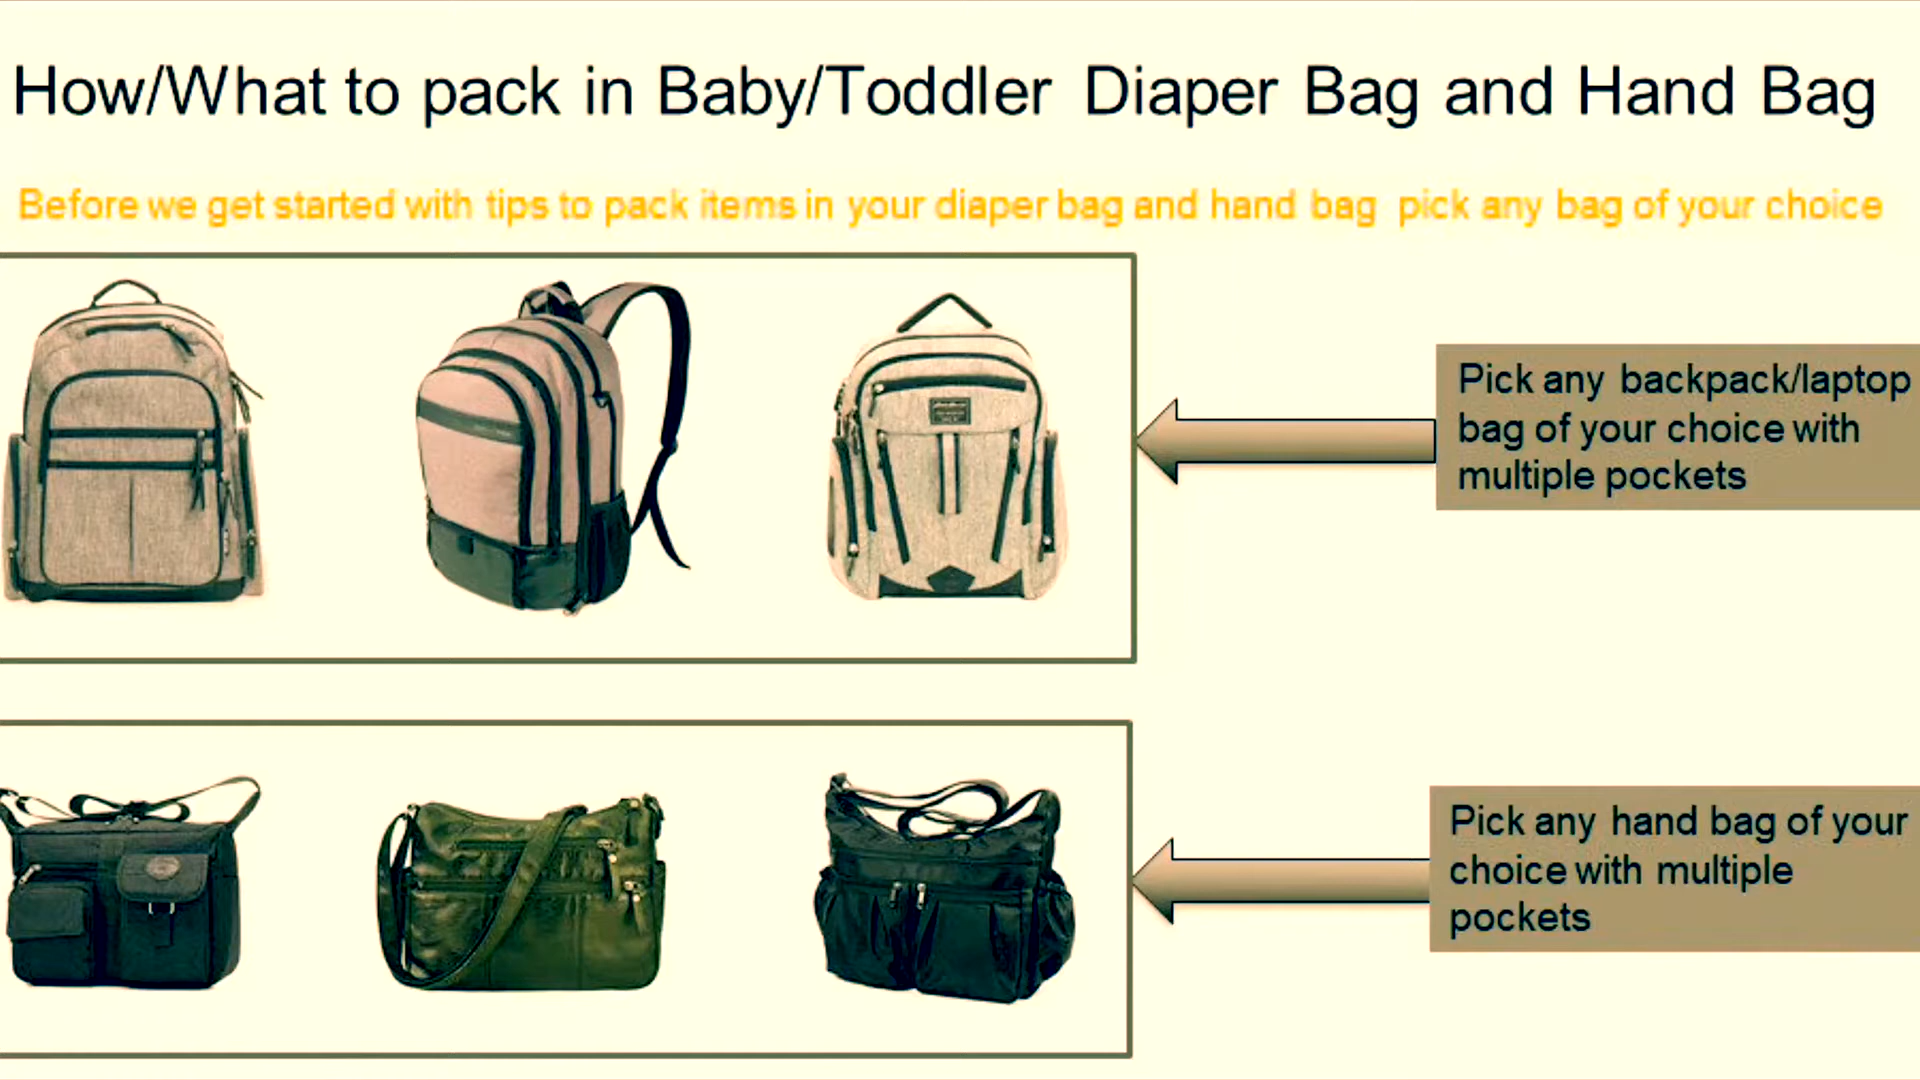 How/What to pack in Baby/Toddler Diaper Bag and Hand Bag
Before we get started with tips to pack items in your diaper bag and hand bag pick any bag of your choice
Pick any backpack/laptop
bag of your choice with
multiple pockets
Pick any hand bag of your
choice with multiple
pockets